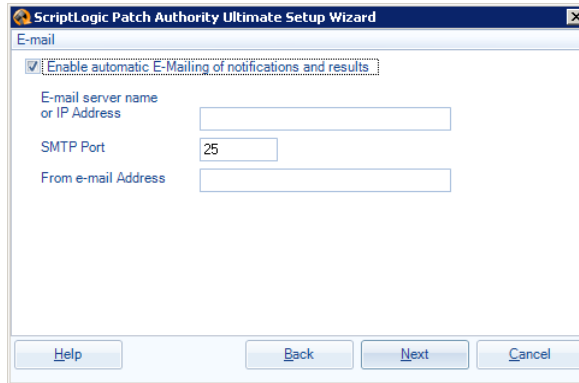 ScriptLogic Patch Authority Ultimate Setup Wizard
E-mail
Enable automatic E-Mailing of notifications and results
E-mail server name
or IP Address
SMTP Port
25
From e-mail Address
Help
Back
Next
Cancel